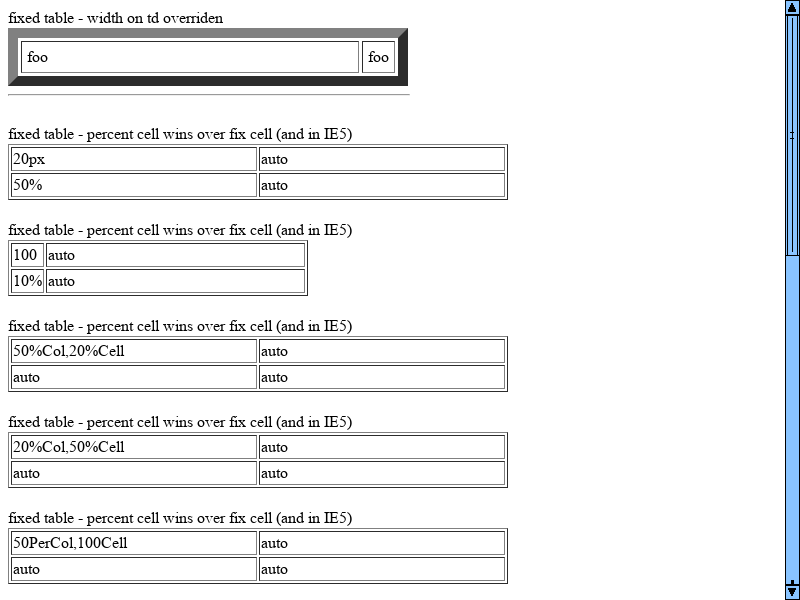 fixed table - width on td overriden
foo foo
fixed table - percent cell wins over fix cell (and in IE5)
20px auto
50% auto
fixed table - percent cell wins over fix cell (and in IE5)
100 auto
10% auto
fixed table - percent cell wins over fix cell (and in IE5)
50%Col,20%Cell auto
auto auto
fixed table - percent cell wins over fix cell (and in IE5)
20%Col,50%Cell auto
auto auto
fixed table - percent cell wins over fix cell (and in IE5)
50PerCol,100Cell auto
auto auto